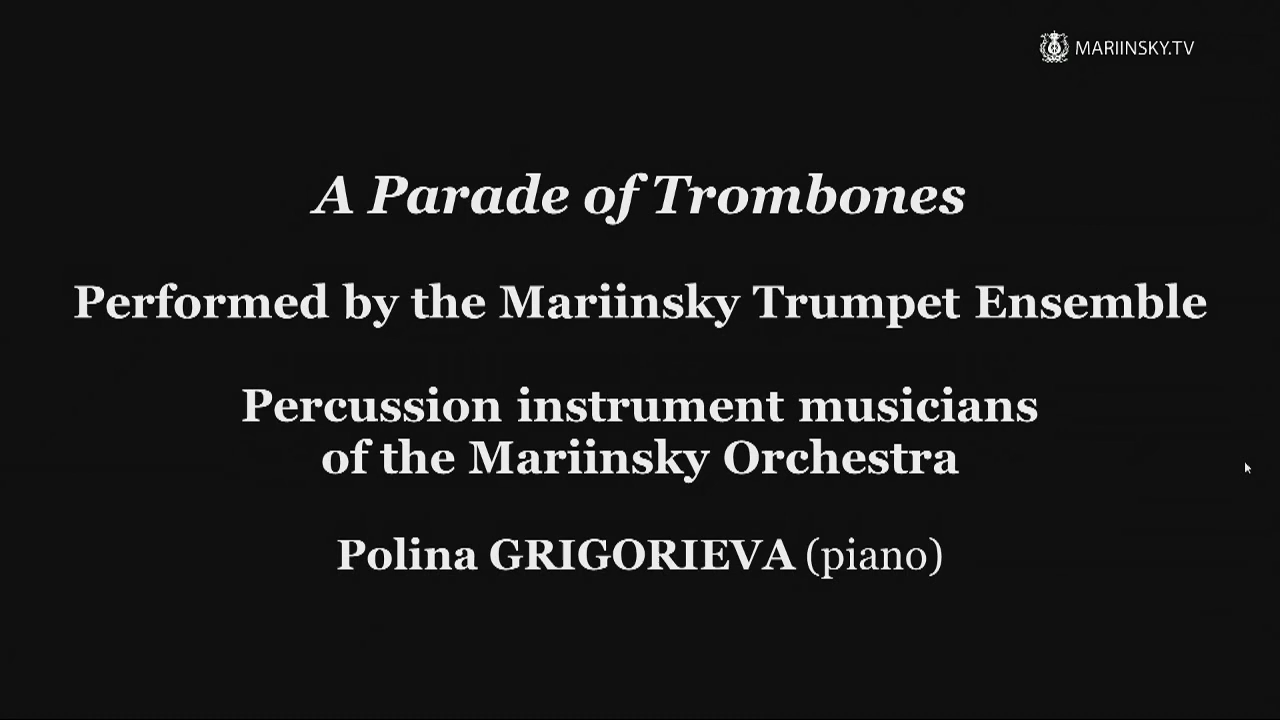 MARIINSKY.TV
A Parade of Trombones
Performed by the Mariinsky Trumpet Ensemble
Percussion instrument musicians
of the Mariinsky Orchestra
Polina GRIGORIEVA (piano)